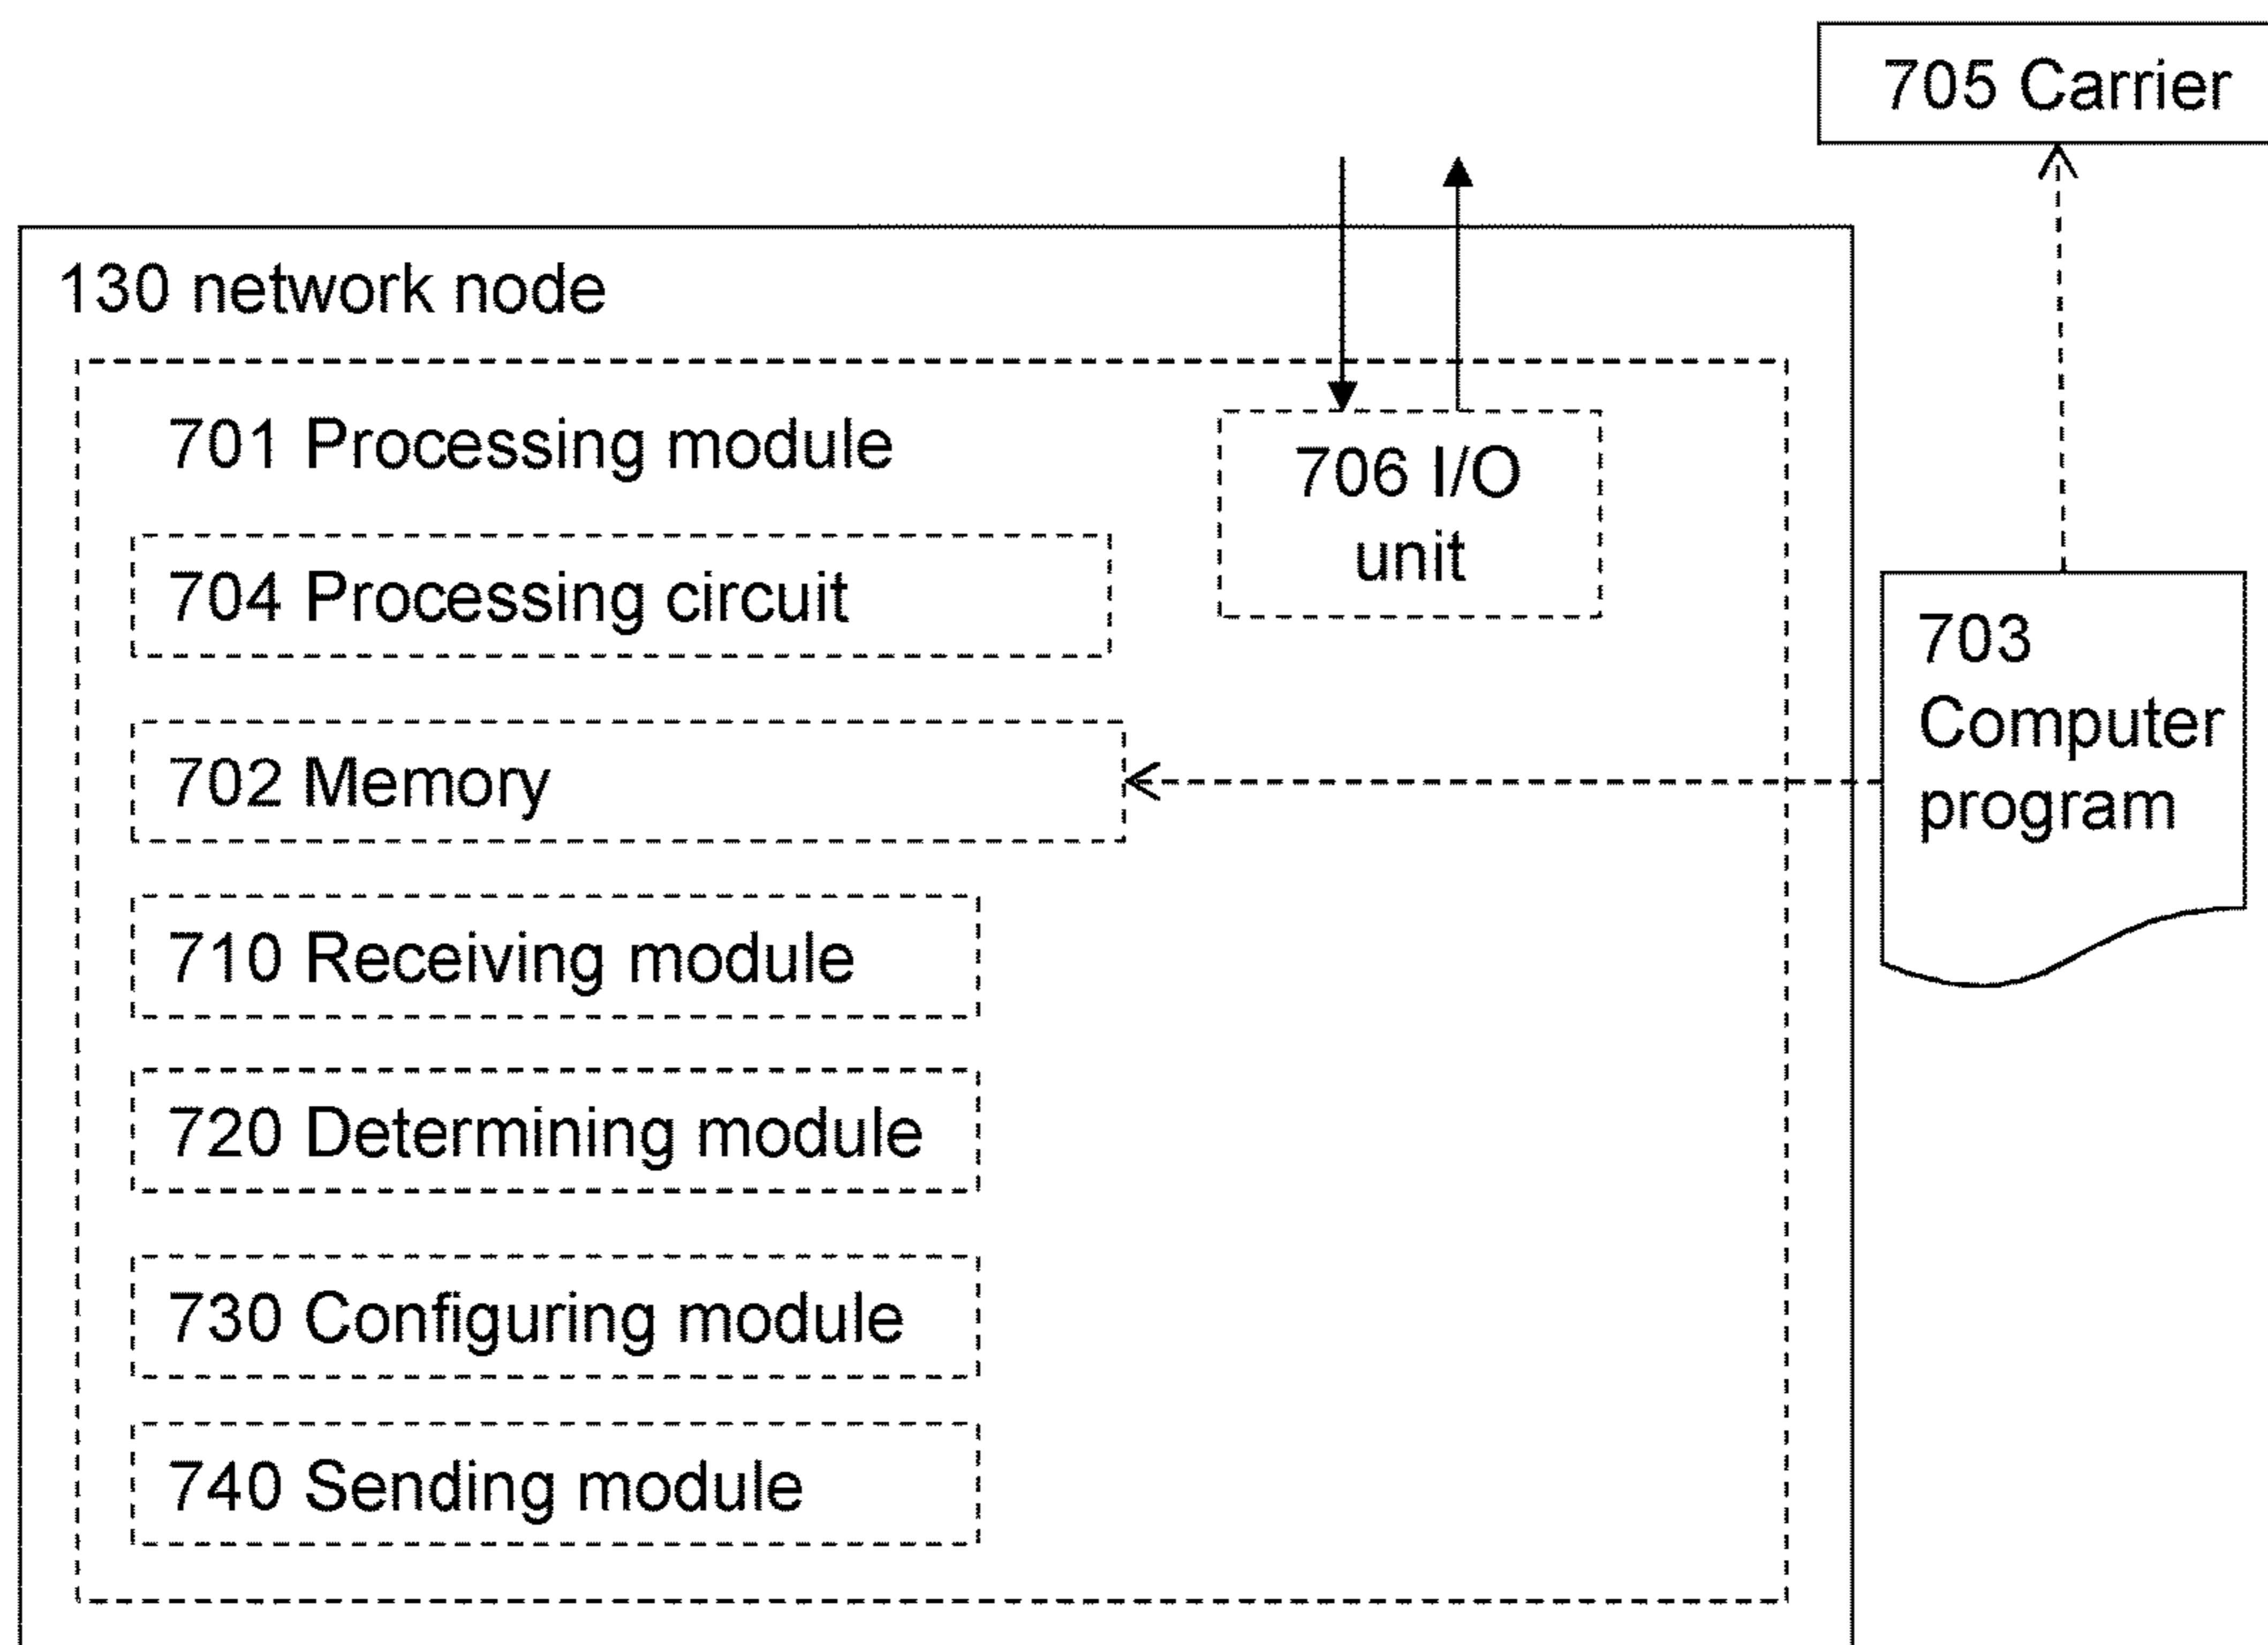 705 Carrier
130 network node
701 Processing module
706 I/O
unit
704 Processing circuit
703
Computer
program
702 Memory
710 Receiving module
720 Determining module
730 Configuring module
740 Sending module